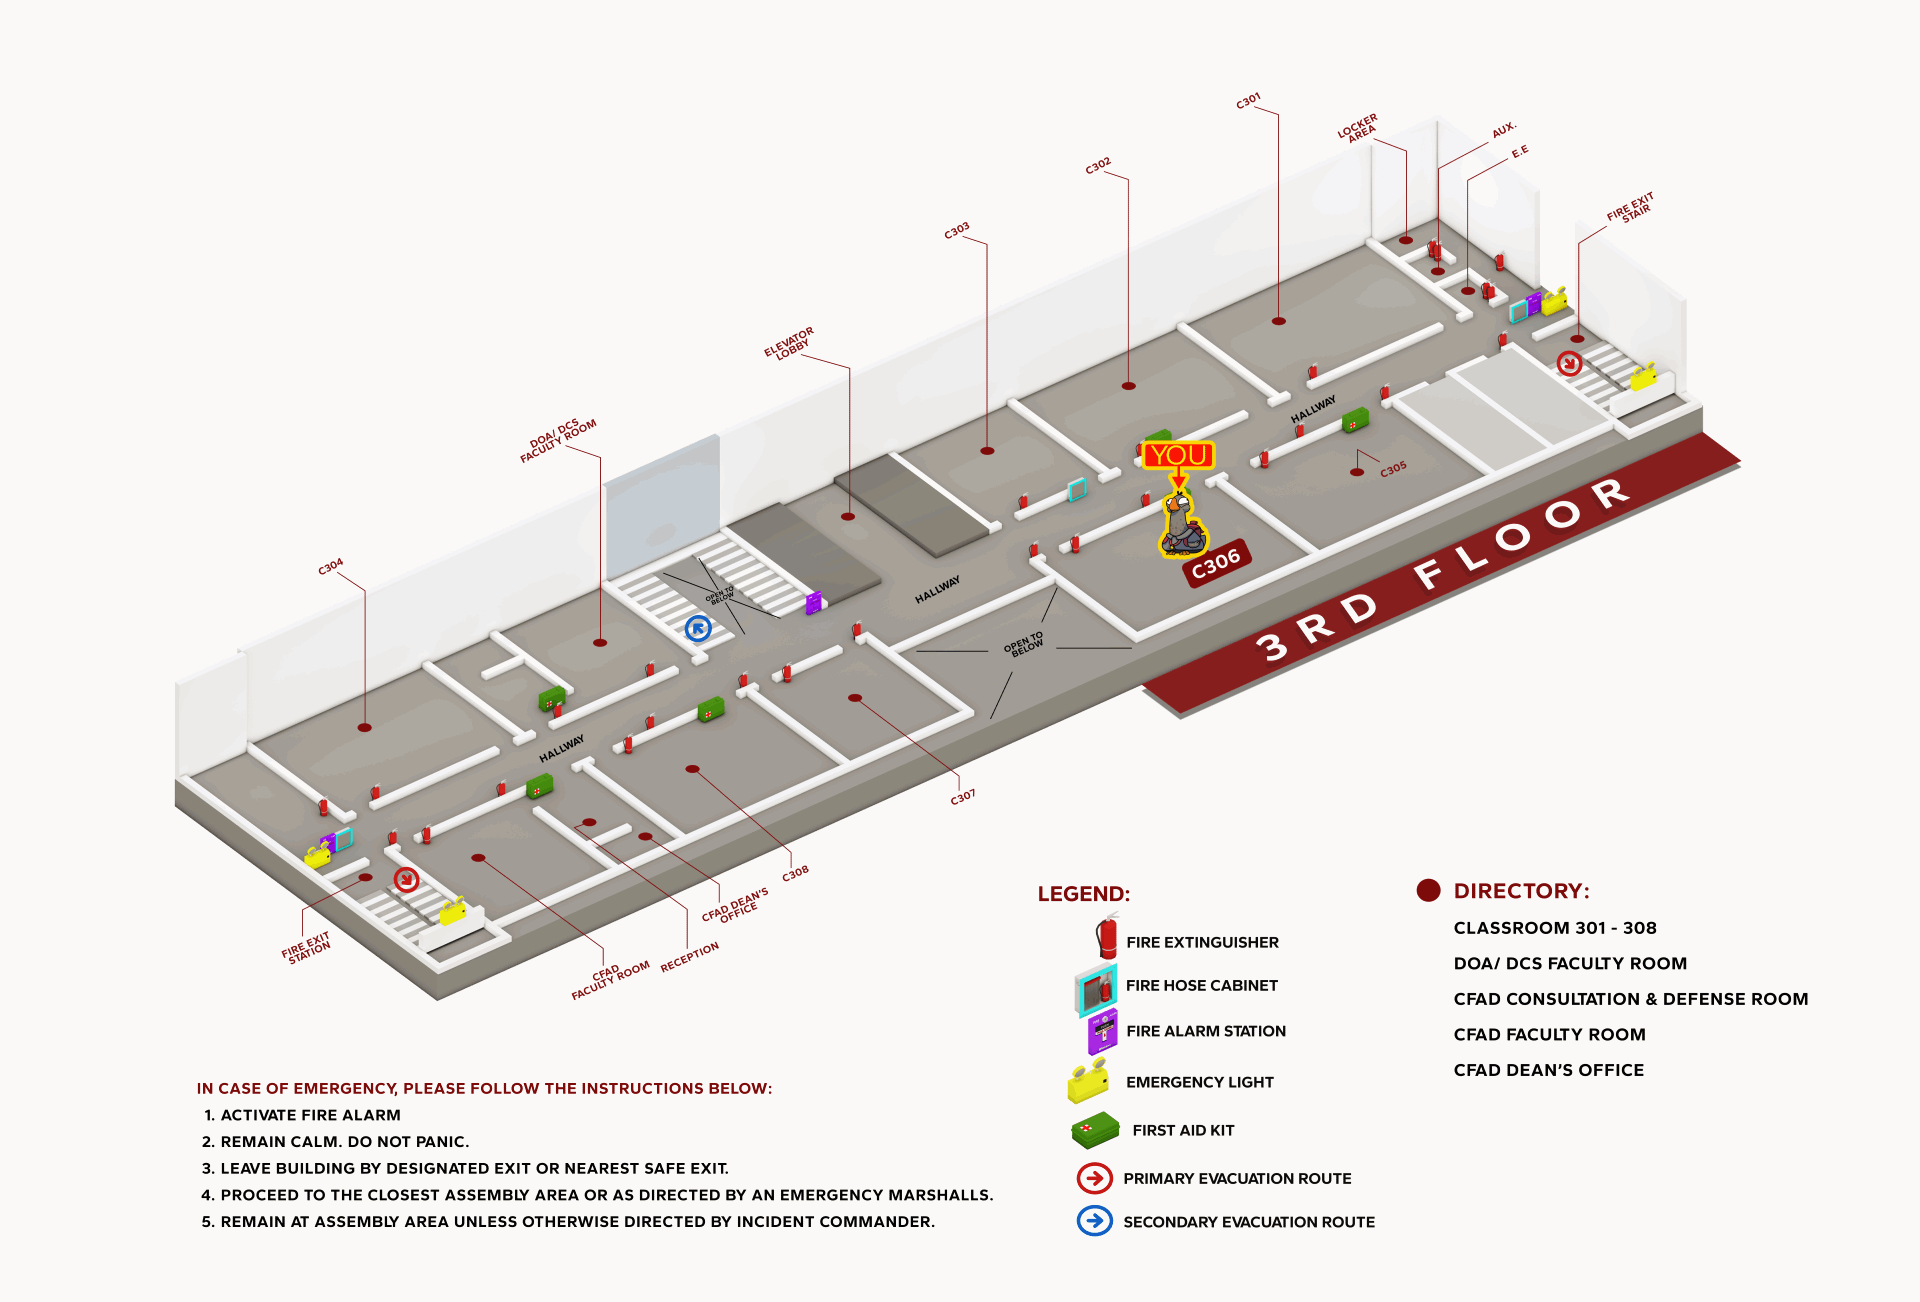 C301
LOCKER
AREA
AUX.
E.E
C302
FIRE EXIT
STAIR
C303
ELEVATOR
LOBBY
DOA/ DCS
FACULTY ROOM
HALLWAY
YOU
C305
C304
C306
3RD FLOOR
OPEN TO
BELOW
HALLWAY
OPEN TO
BELOW
HALLWAY
C307
C308
CFAD DEAN'S
OFFICE
RECEPTION
CFAD
FACULTY ROOM
FIRE EXIT
STATION
LEGEND:
FIRE EXTINGUISHER
FIRE HOSE CABINET
FIRE ALARM STATION
EMERGENCY LIGHT
FIRST AID KIT
PRIMARY EVACUATION ROUTE
SECONDARY EVACUATION ROUTE
DIRECTORY:
CLASSROOM 301 - 308
DOA/ DCS FACULTY ROOM
CFAD CONSULTATION & DEFENSE ROOM
CFAD FACULTY ROOM
CFAD DEAN'S OFFICE
IN CASE OF EMERGENCY, PLEASE FOLLOW THE INSTRUCTIONS BELOW:
1. ACTIVATE FIRE ALARM
2. REMAIN CALM. DO NOT PANIC.
3. LEAVE BUILDING BY DESIGNATED EXIT OR NEAREST SAFE EXIT.
4. PROCEED TO THE CLOSEST ASSEMBLY AREA OR AS DIRECTED BY AN EMERGENCY MARSHALLS.
5. REMAIN AT ASSEMBLY AREA UNLESS OTHERWISE DIRECTED BY INCIDENT COMMANDER.